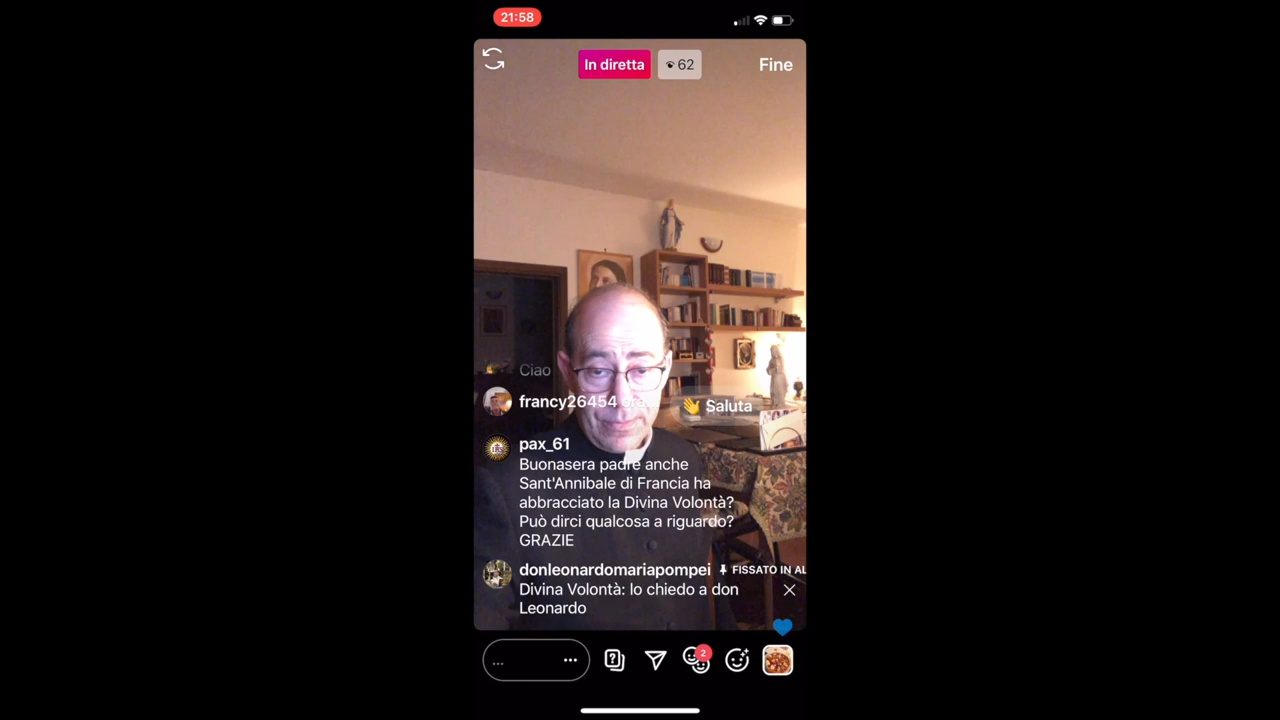 21:58
In diretta
62
Fine
Ciao
francy26454
Saluta
pax_61
Buonasera padre anche
Sant'Annibale di Francia ha
abbracciato la Divina Volontà?
Può dirci qualcosa a riguardo?
GRAZIE
donleonardomariapompei FISSATO IN AL
Divina Volontà: lo chiedo a don
Leonardo
...
2